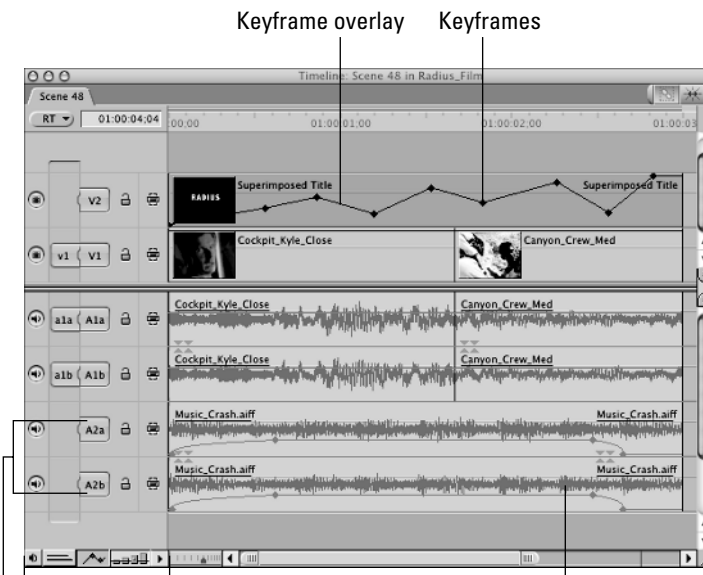 Keyframe overlay Keyframes
Timeline: Scene 48 in Radius_Film
Scene 48
RT 01:00:04;04 00;00 01:00:01;00 01:00:02;00 01:00:03
V2 RADIUS Superimposed Title Superimposed Title
v1 V1 Cockpit_Kyle_Close Canyon_Crew_Med
a1a A1a Cockpit_Kyle_Close Canyon_Crew_Med
a1b A1b Cockpit_Kyle_Close Canyon_Crew_Med
A2a Music_Crash.aiff Music_Crash.aiff
A2b Music_Crash.aiff Music_Crash.aiff